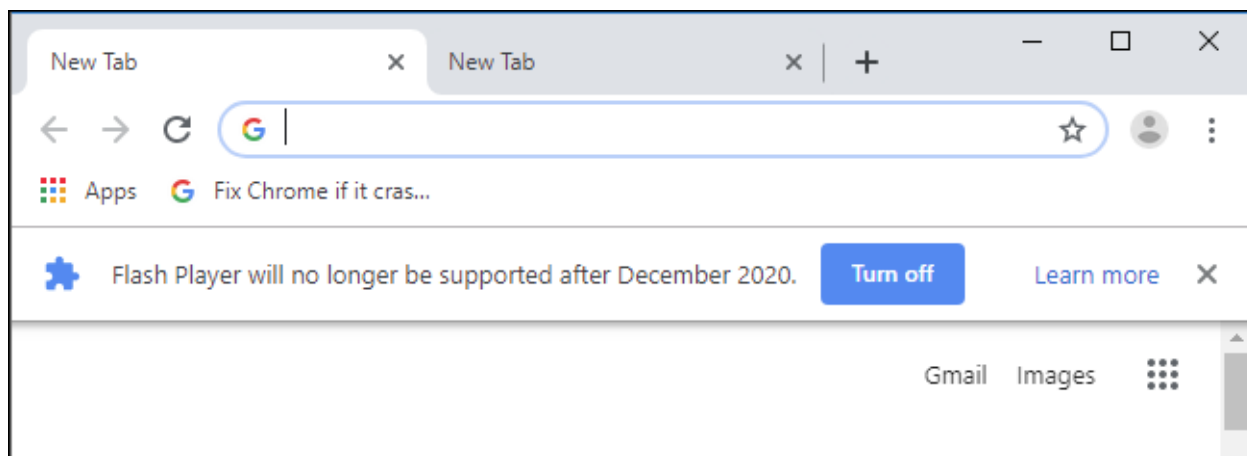 New Tab New Tab
Apps Fix Chrome if it cras...
Flash Player will no longer be supported after December 2020. Turn off Learn more
Gmail Images